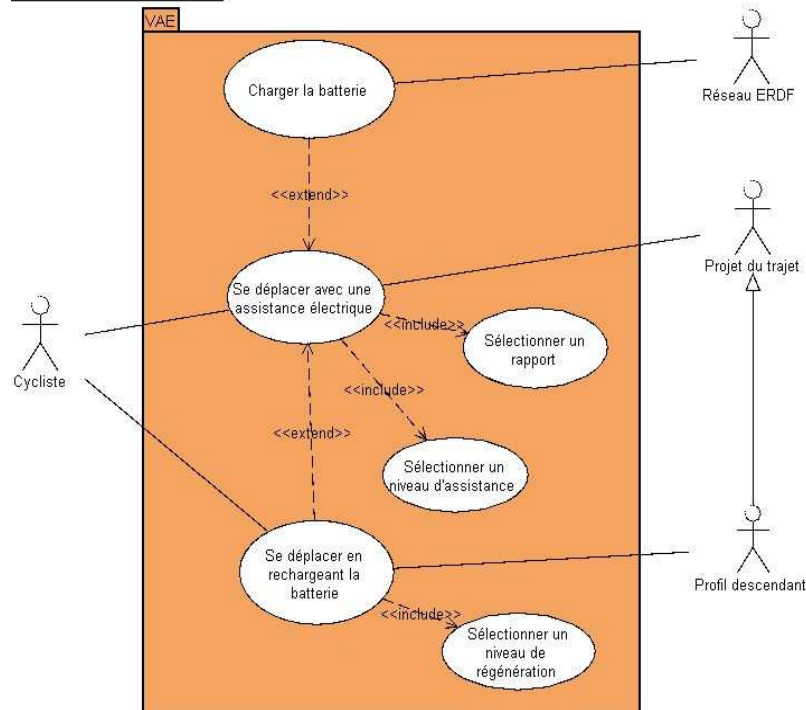 VAE
Charger la batterie
Réseau ERDF
<<extend>>
Projet du trajet
Se déplacer avec une
assistance électrique
<<include>>
Sélectionner un
rapport
Cycliste
<<include>>
<<extend>>
Sélectionner un
niveau d'assistance
Se déplacer en
rechargeant la
batterie
Profil descendant
<<include>>
Sélectionner un
niveau de
régénération